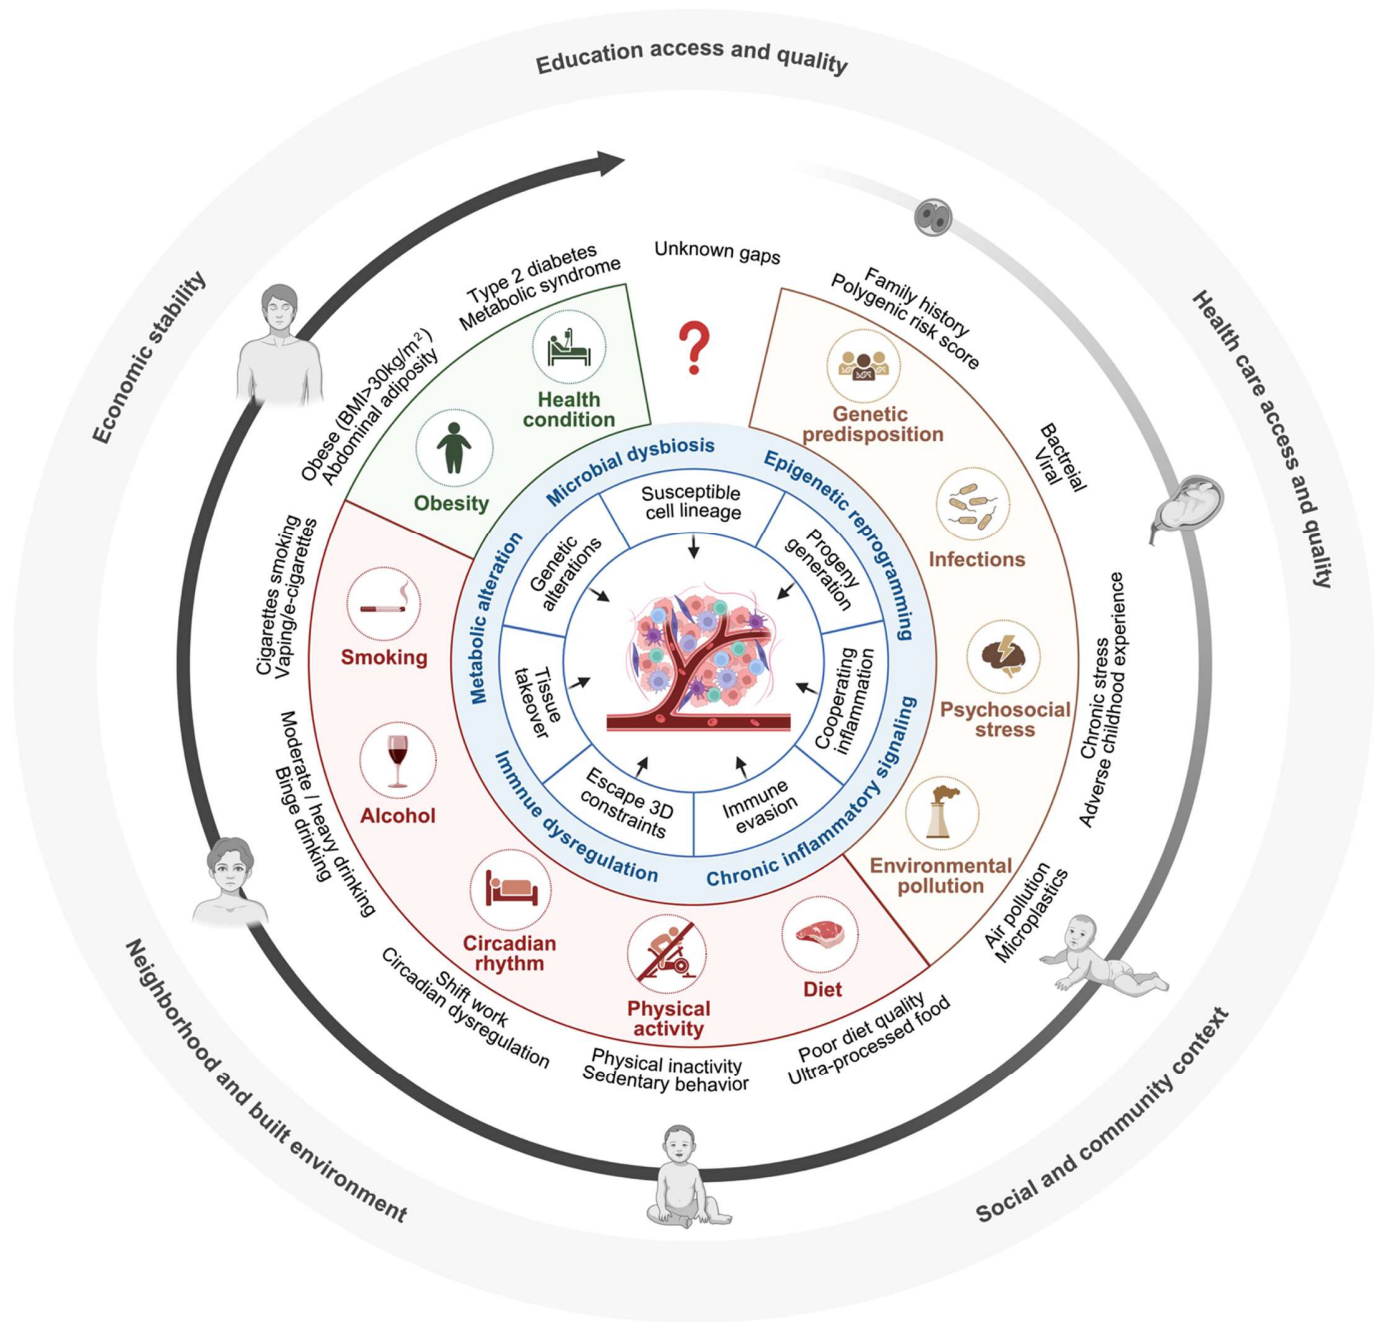 Education access and quality
Health care access and quality
Social and community context
Neighborhood and built environment
Economic stability
Unknown gaps
?
Family history
Polygenic risk score
Genetic
predisposition
Bactreial
Viral
Infections
Chronic stress
Adverse childhood experience
Psychosocial
stress
Air pollution
Microplastics
Environmental
pollution
Poor diet quality
Ultra-processed food
Diet
Physical inactivity
Sedentary behavior
Physical
activity
Shift work
Circadian dysregulation
Circadian
rhythm
Moderate / heavy drinking
Binge drinking
Alcohol
Cigarettes smoking
Vaping/e-cigarettes
Smoking
Obese (BMI>30kg/m²)
Abdominal adiposity
Obesity
Type 2 diabetes
Metabolic syndrome
Health
condition
Microbial dysbiosis
Epigenetic reprogramming
Chronic inflammatory signaling
Immnue dysregulation
Metabolic alteration
Susceptible
cell lineage
Progeny
generation
Cooperating
inflammation
Immune
evasion
Escape 3D
constraints
Tissue
takeover
Genetic
alterations